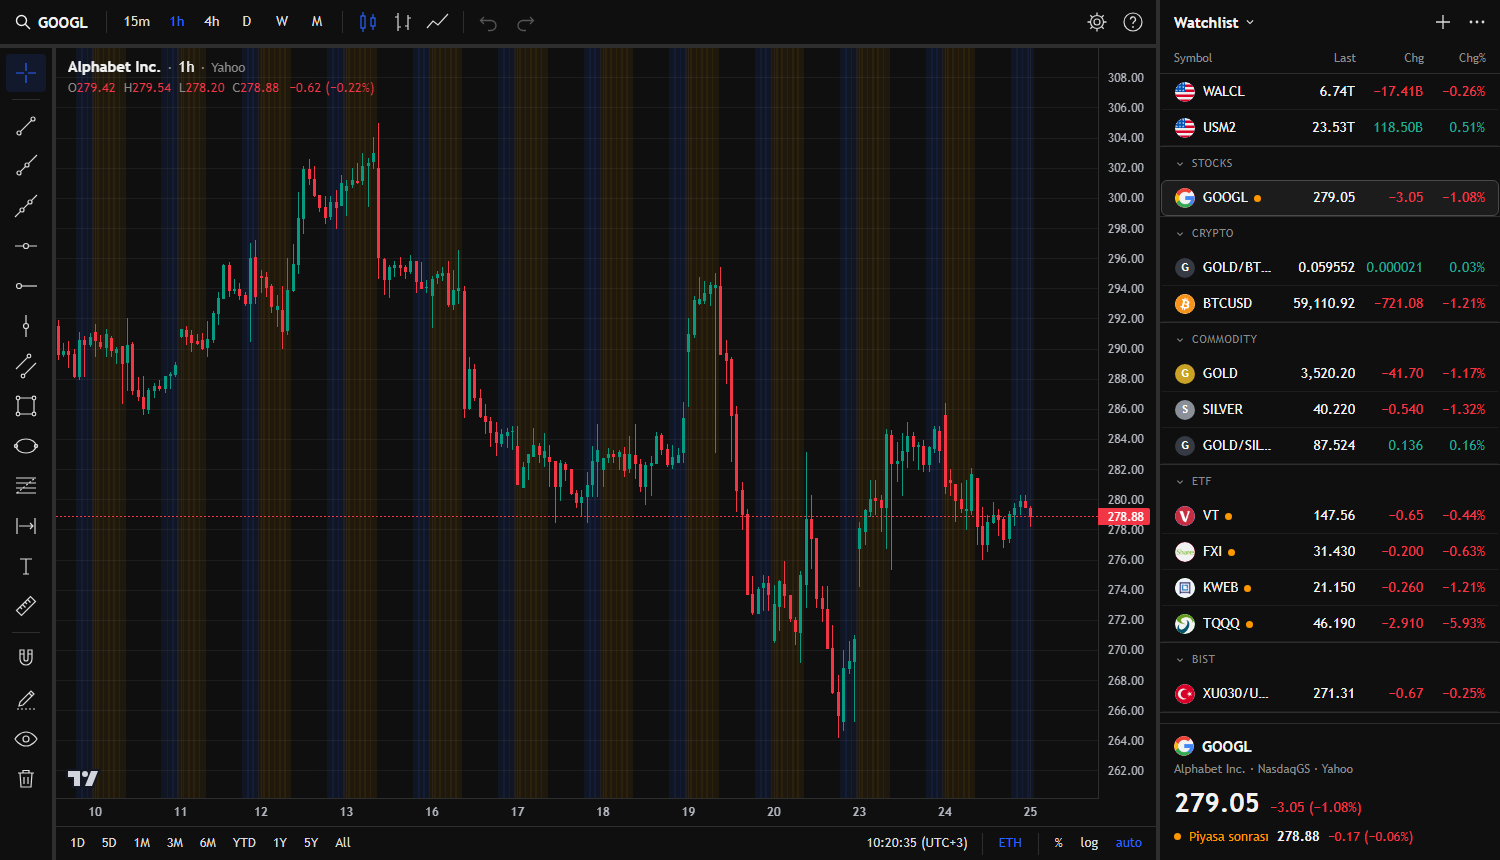 GOOGL 15m 1h 4h D W M
Alphabet Inc. · 1h · Yahoo
O279.42 H279.54 L278.20 C278.88 −0.62 (−0.22%)
308.00
306.00
304.00
302.00
300.00
298.00
296.00
294.00
292.00
290.00
288.00
286.00
284.00
282.00
280.00
278.88
278.00
276.00
274.00
272.00
270.00
268.00
266.00
264.00
262.00
10 11 12 13 16 17 18 19 20 23 24 25
1D 5D 1M 3M 6M YTD 1Y 5Y All 10:20:35 (UTC+3) ETH % log auto
Watchlist
Symbol Last Chg Chg%
WALCL 6.74T −17.41B −0.26%
USM2 23.53T 118.50B 0.51%
STOCKS
GOOGL 279.05 −3.05 −1.08%
CRYPTO
G GOLD/BT... 0.059552 0.000021 0.03%
BTCUSD 59,110.92 −721.08 −1.21%
COMMODITY
G GOLD 3,520.20 −41.70 −1.17%
S SILVER 40.220 −0.540 −1.32%
G GOLD/SIL... 87.524 0.136 0.16%
ETF
V VT 147.56 −0.65 −0.44%
FXI 31.430 −0.200 −0.63%
KWEB 21.150 −0.260 −1.21%
TQQQ 46.190 −2.910 −5.93%
BIST
XU030/U... 271.31 −0.67 −0.25%
GOOGL
Alphabet Inc. · NasdaqGS · Yahoo
279.05 −3.05 (−1.08%)
Piyasa sonrası 278.88 −0.17 (−0.06%)